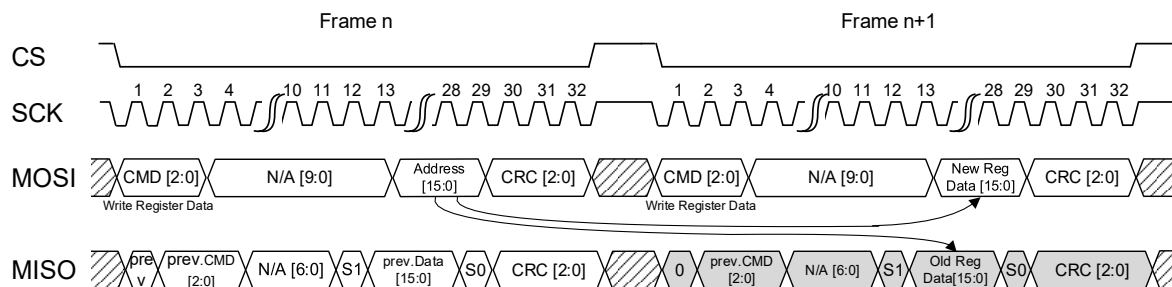 Frame n Frame n+1
CS
1 2 3 4 10 11 12 13 28 29 30 31 32 1 2 3 4 10 11 12 13 28 29 30 31 32
SCK
MOSI CMD [2:0] N/A [9:0] Address [15:0] CRC [2:0] CMD [2:0] N/A [9:0] New Reg Data [15:0] CRC [2:0]
Write Register Data Write Register Data
MISO pre v prev.CMD [2:0] N/A [6:0] S1 prev.Data [15:0] S0 CRC [2:0] 0 prev.CMD [2:0] N/A [6:0] S1 Old Reg Data[15:0] S0 CRC [2:0]